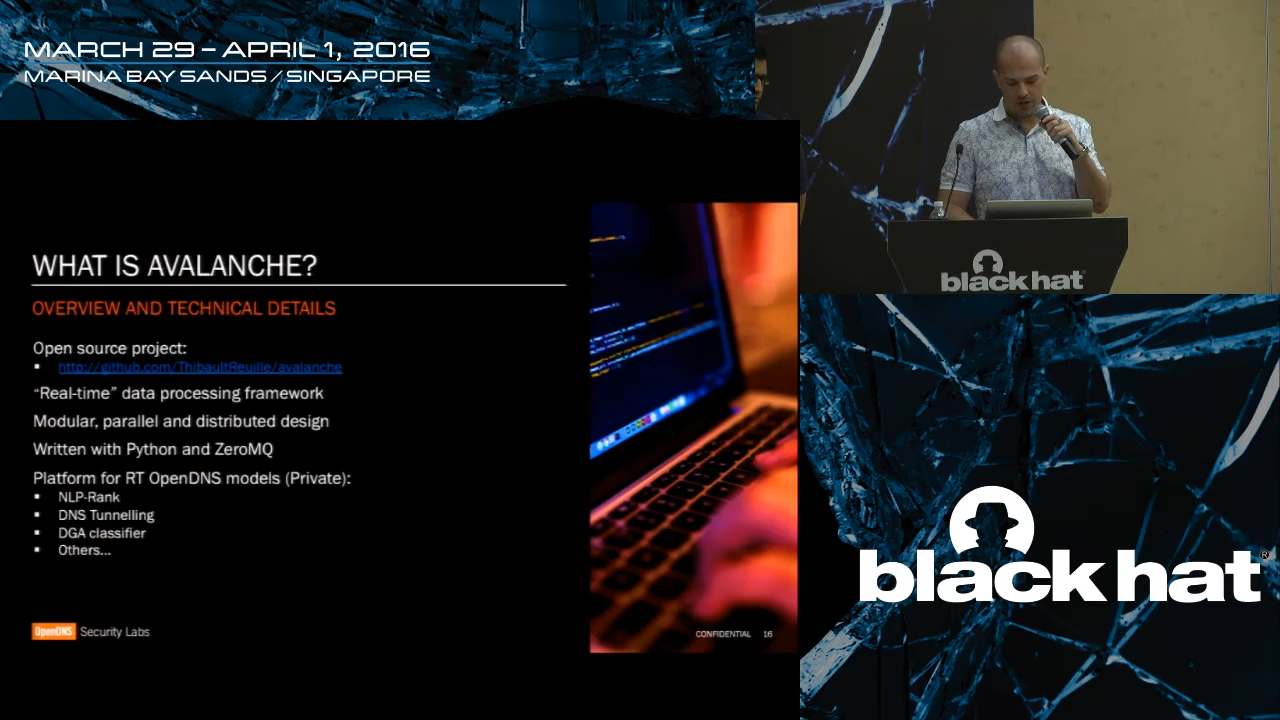 MARCH 29 – APRIL 1, 2016
MARINA BAY SANDS / SINGAPORE
WHAT IS AVALANCHE?
OVERVIEW AND TECHNICAL DETAILS
Open source project:
▪ http://github.com/ThibaultReuille/avalanche
“Real-time” data processing framework
Modular, parallel and distributed design
Written with Python and ZeroMQ
Platform for RT OpenDNS models (Private):
▪ NLP-Rank
▪ DNS Tunnelling
▪ DGA classifier
▪ Others...
OpenDNS Security Labs
CONFIDENTIAL 16
black hat
black hat®